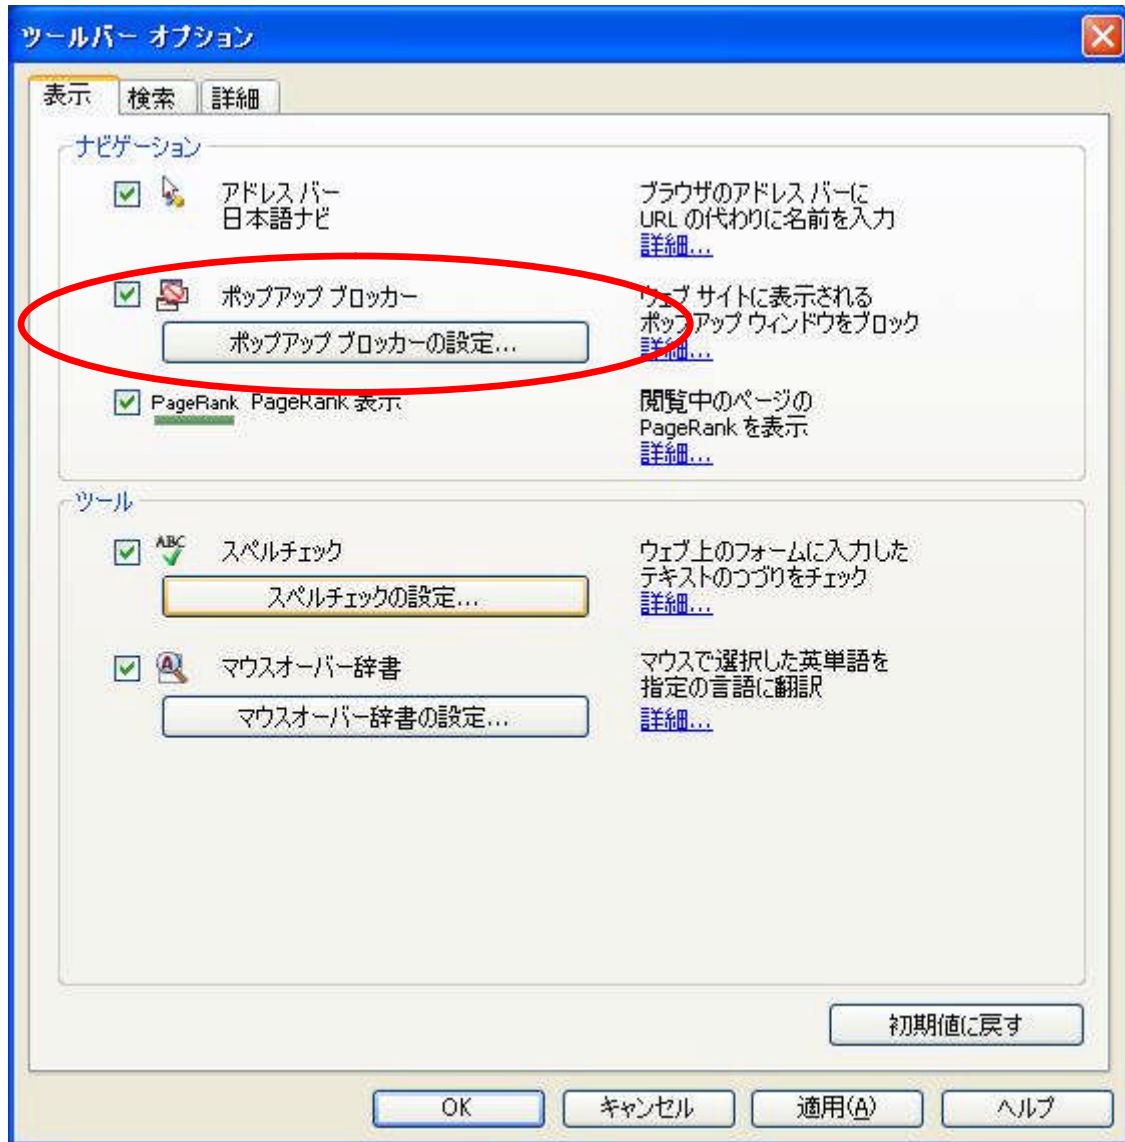 ツールバー オプション
表示 検索 詳細
ナビゲーション
アドレス バー
日本語ナビ
ブラウザのアドレス バーに
URL の代わりに名前を入力
詳細...
ポップアップ ブロッカー
ポップアップ ブロッカーの設定...
ウェブ サイトに表示される
ポップアップ ウィンドウをブロック
詳細...
PageRank PageRank 表示
閲覧中のページの
PageRank を表示
詳細...
ツール
ABC スペルチェック
スペルチェックの設定...
ウェブ上のフォームに入力した
テキストのつづりをチェック
詳細...
A マウスオーバー辞書
マウスオーバー辞書の設定...
マウスで選択した英単語を
指定の言語に翻訳
詳細...
初期値に戻す
OK キャンセル 適用(A) ヘルプ